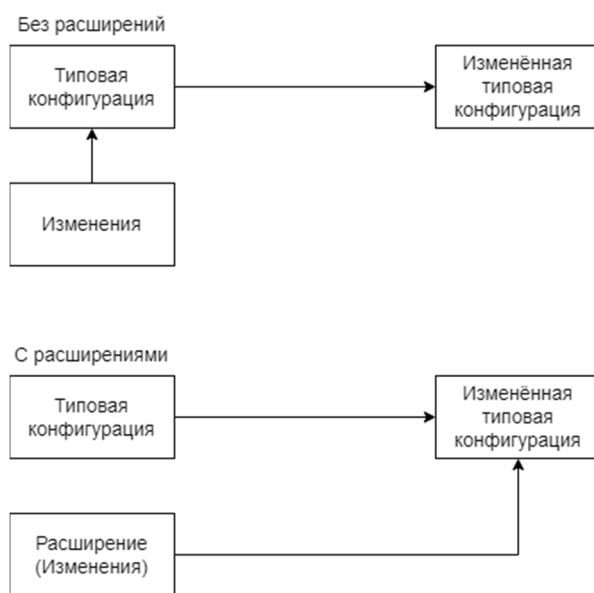 Без расширений
Типовая
конфигурация
Изменённая
типовая
конфигурация
Изменения
С расширениями
Типовая
конфигурация
Изменённая
типовая
конфигурация
Расширение
(Изменения)